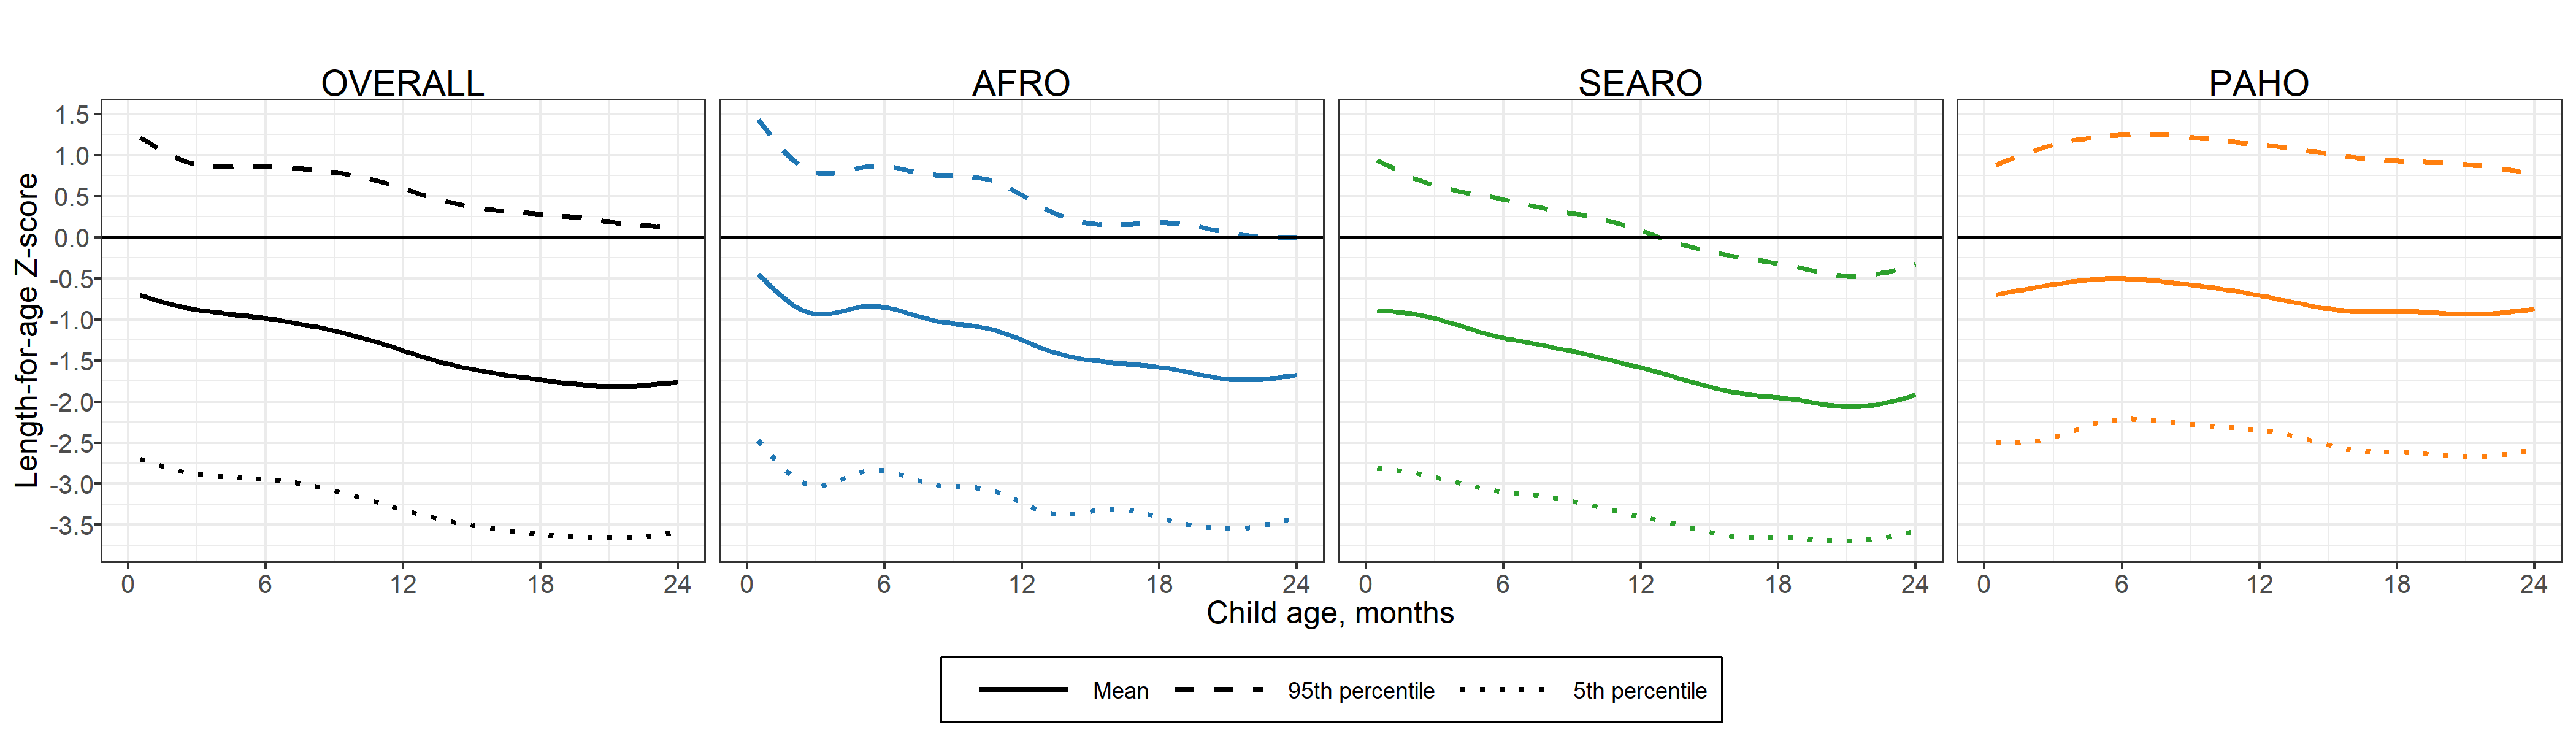 OVERALL AFRO SEARO PAHO
Length-for-age Z-score
1.5
1.0
0.5
0.0
-0.5
-1.0
-1.5
-2.0
-2.5
-3.0
-3.5
0 6 12 18 24 0 6 12 18 24 0 6 12 18 24 0 6 12 18 24
Child age, months
Mean 95th percentile 5th percentile